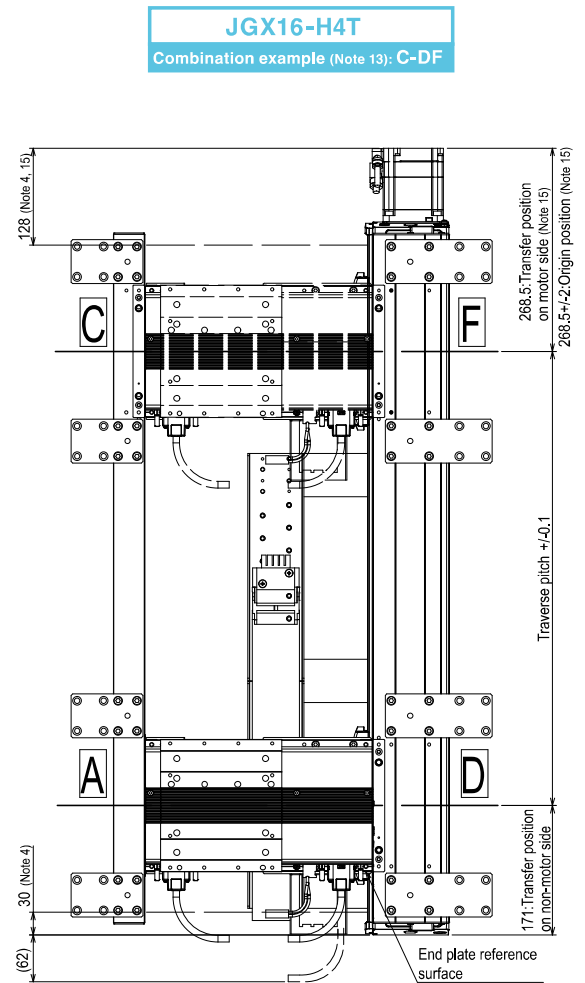 JGX16-H4T
Combination example (Note 13): C-DF
128 (Note 4, 15)
268.5:Transfer position
on motor side (Note 15)
268.5+/-2:Origin position (Note 15)
C
F
Traverse pitch +/-0.1
A
D
30 (Note 4)
(62)
171:Transfer position
on non-motor side
End plate reference
surface